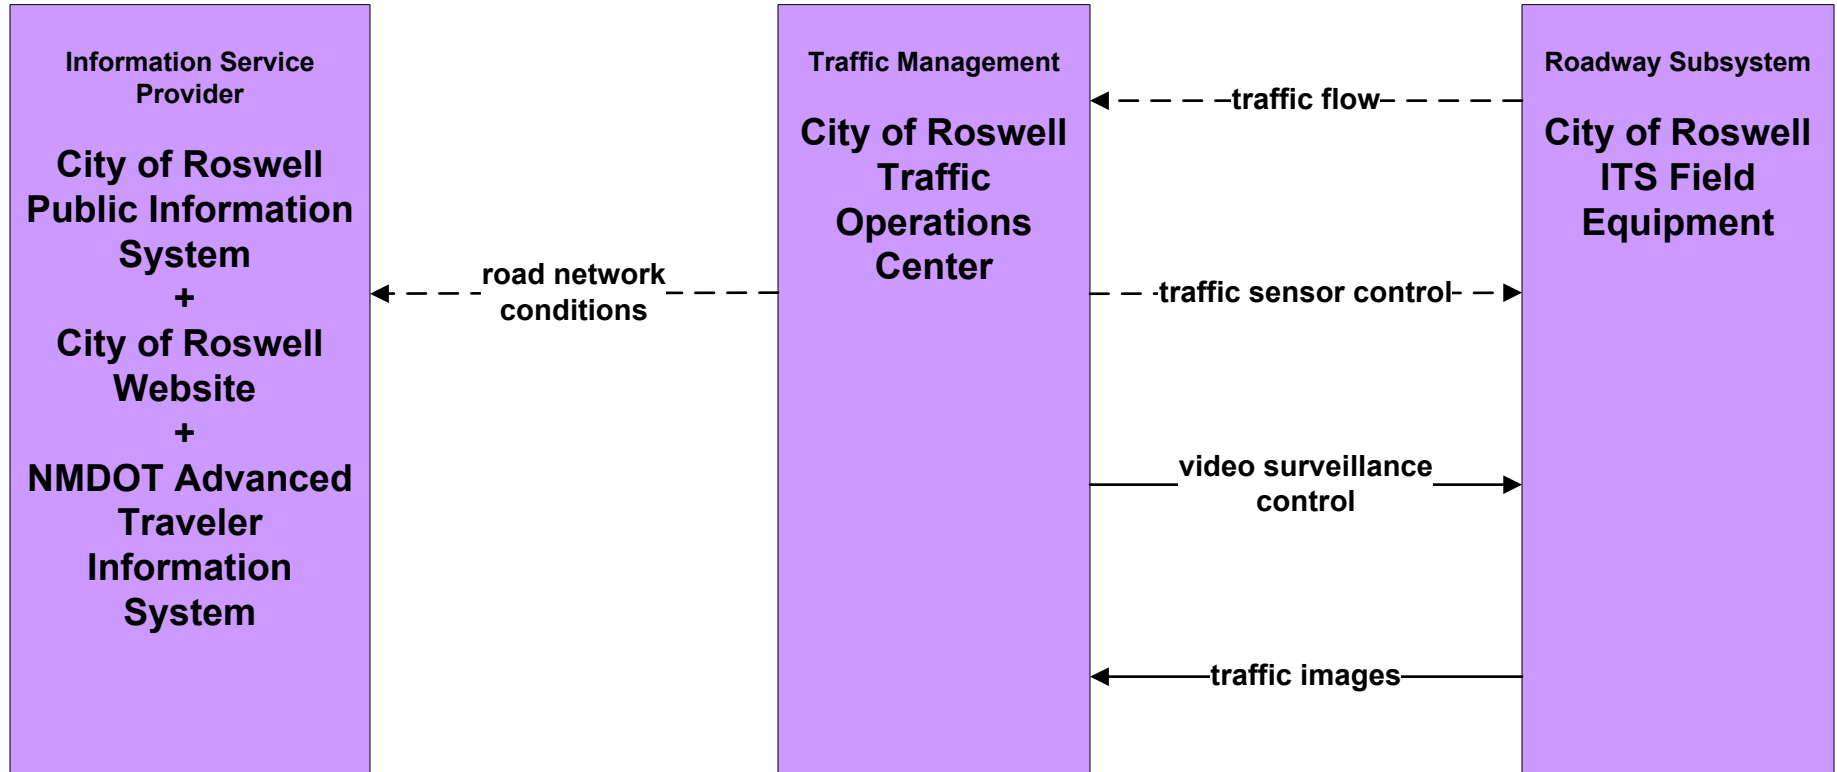 Information Service
Provider
City of Roswell
Public Information
System
+
City of Roswell
Website
+
NMDOT Advanced
Traveler
Information
System
road network
conditions
Traffic Management
City of Roswell
Traffic
Operations
Center
traffic flow
traffic sensor control
video surveillance
control
traffic images
Roadway Subsystem
City of Roswell
ITS Field
Equipment